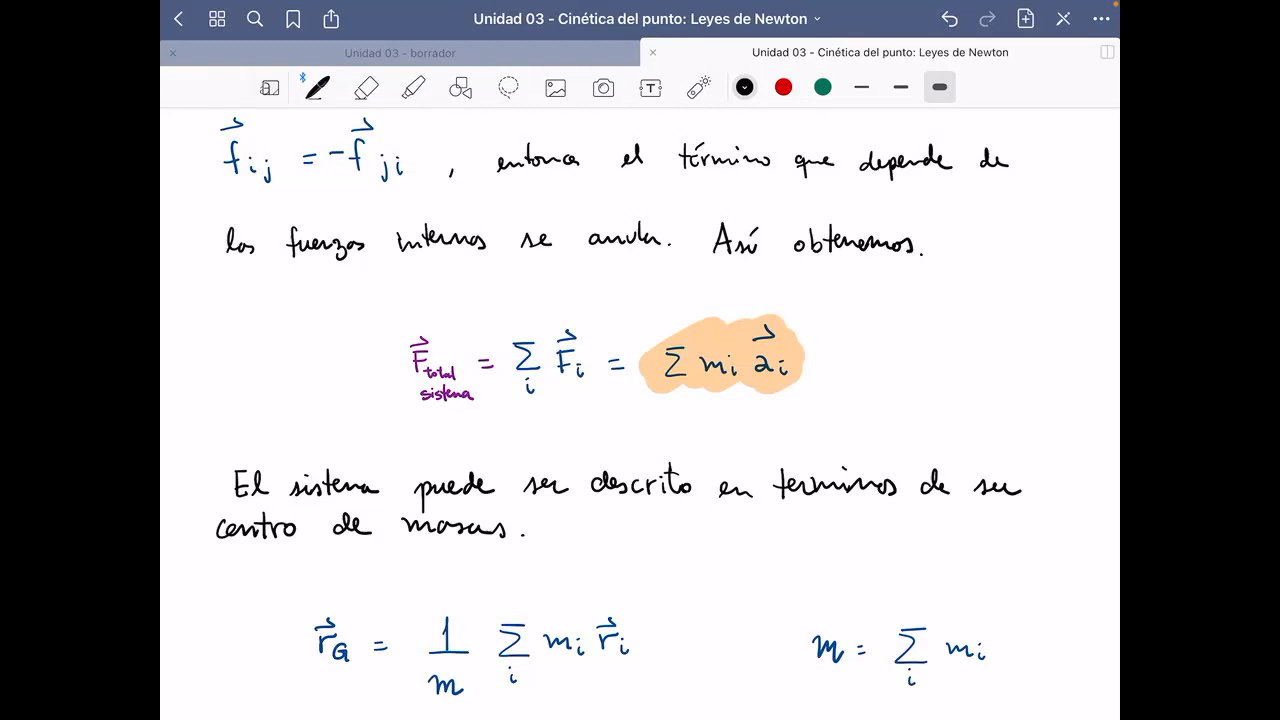 Unidad 03 - Cinética del punto: Leyes de Newton
Unidad 03 - borrador
Unidad 03 - Cinética del punto: Leyes de Newton
T
f⃗ij = -f⃗ji , entonces el término que depende de
las fuerzas internas se anula. Así obtenemos.
F⃗total sistema = Σi F⃗i = Σ mi a⃗i
El sistema puede ser descrito en terminos de su
centro de masas.
r⃗G = 1/m Σi mi r⃗i m = Σi mi